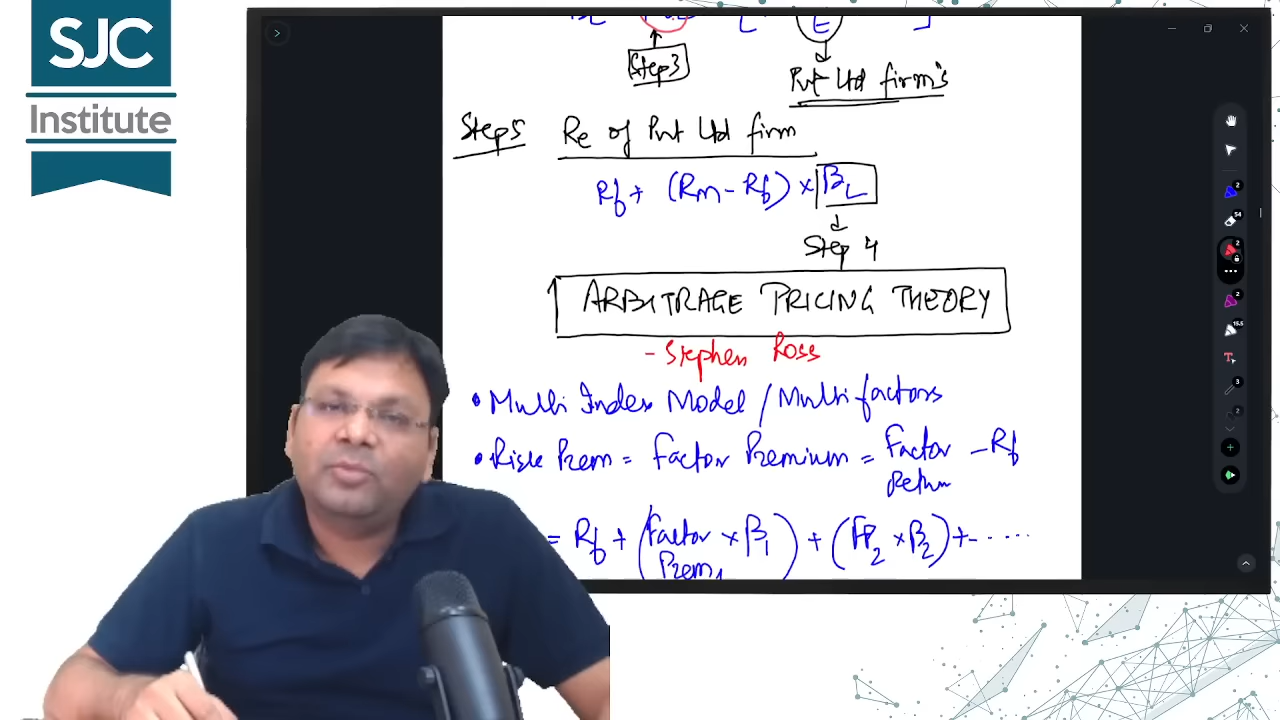 SJC
Institute
Step3
E
Pvt Ltd firm's
Step5 Re of Pvt Ltd firm
Rf + (Rm - Rf) × βL
Step 4
ARBITRAGE PRICING THEORY
- Stephen Ross
• Multi Index Model / Multi factors
• Risk Prem = Factor Premium = Factor Return - Rf
= Rf + (Factor Prem1 × β1) + (FP2 × β2) + - . . . .